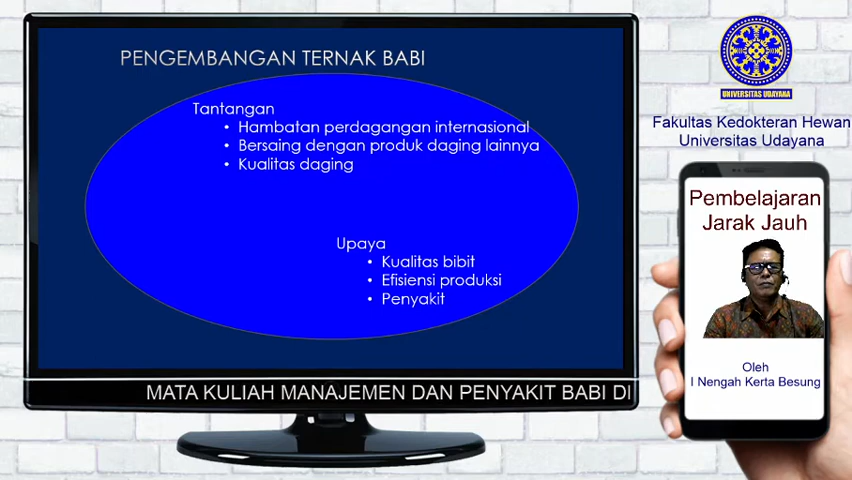 PENGEMBANGAN TERNAK BABI
Tantangan
• Hambatan perdagangan internasional
• Bersaing dengan produk daging lainnya
• Kualitas daging
Upaya
• Kualitas bibit
• Efisiensi produksi
• Penyakit
MATA KULIAH MANAJEMEN DAN PENYAKIT BABI DI
UNIVERSITAS UDAYANA
Fakultas Kedokteran Hewan
Universitas Udayana
Pembelajaran
Jarak Jauh
Oleh
I Nengah Kerta Besung